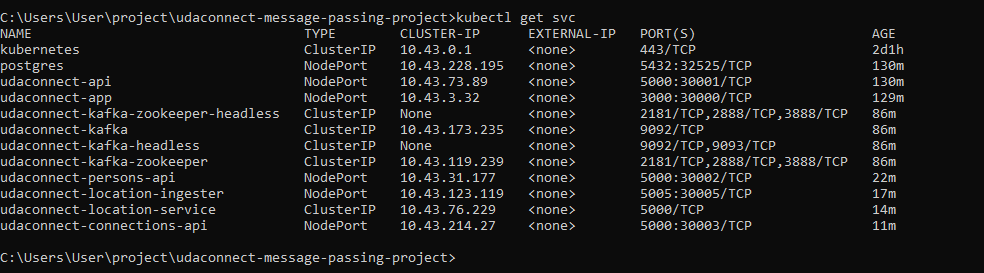 C:\Users\User\project\udaconnect-message-passing-project>kubectl get svc
NAME TYPE CLUSTER-IP EXTERNAL-IP PORT(S) AGE
kubernetes ClusterIP 10.43.0.1 <none> 443/TCP 2d1h
postgres NodePort 10.43.228.195 <none> 5432:32525/TCP 130m
udaconnect-api NodePort 10.43.73.89 <none> 5000:30001/TCP 130m
udaconnect-app NodePort 10.43.3.32 <none> 3000:30000/TCP 129m
udaconnect-kafka-zookeeper-headless ClusterIP None <none> 2181/TCP,2888/TCP,3888/TCP 86m
udaconnect-kafka ClusterIP 10.43.173.235 <none> 9092/TCP 86m
udaconnect-kafka-headless ClusterIP None <none> 9092/TCP,9093/TCP 86m
udaconnect-kafka-zookeeper ClusterIP 10.43.119.239 <none> 2181/TCP,2888/TCP,3888/TCP 86m
udaconnect-persons-api NodePort 10.43.31.177 <none> 5000:30002/TCP 22m
udaconnect-location-ingester NodePort 10.43.123.119 <none> 5005:30005/TCP 17m
udaconnect-location-service ClusterIP 10.43.76.229 <none> 5000/TCP 14m
udaconnect-connections-api NodePort 10.43.214.27 <none> 5000:30003/TCP 11m
C:\Users\User\project\udaconnect-message-passing-project>